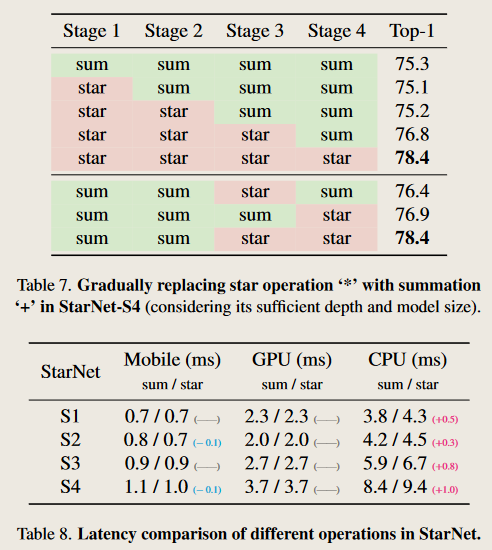 Stage 1 Stage 2 Stage 3 Stage 4 Top-1
sum sum sum sum 75.3
star sum sum sum 75.1
star star sum sum 75.2
star star star sum 76.8
star star star star 78.4
sum sum star sum 76.4
sum sum sum star 76.9
sum sum star star 78.4
Table 7. Gradually replacing star operation ‘*’ with summation
‘+’ in StarNet-S4 (considering its sufficient depth and model size).
StarNet Mobile (ms) GPU (ms) CPU (ms)
sum / star sum / star sum / star
S1 0.7 / 0.7 (—) 2.3 / 2.3 (—) 3.8 / 4.3 (+0.5)
S2 0.8 / 0.7 (− 0.1) 2.0 / 2.0 (—) 4.2 / 4.5 (+0.3)
S3 0.9 / 0.9 (—) 2.7 / 2.7 (—) 5.9 / 6.7 (+0.8)
S4 1.1 / 1.0 (− 0.1) 3.7 / 3.7 (—) 8.4 / 9.4 (+1.0)
Table 8. Latency comparison of different operations in StarNet.